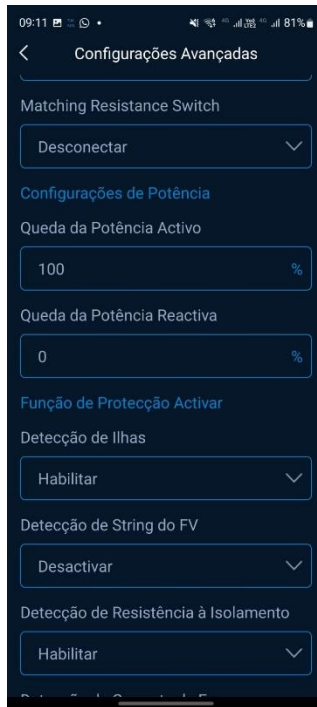 09:11 81%
Configurações Avançadas
Matching Resistance Switch
Desconectar
Configurações de Potência
Queda da Potência Activo
100 %
Queda da Potência Reactiva
0 %
Função de Protecção Activar
Detecção de Ilhas
Habilitar
Detecção de String do FV
Desactivar
Detecção de Resistência à Isolamento
Habilitar